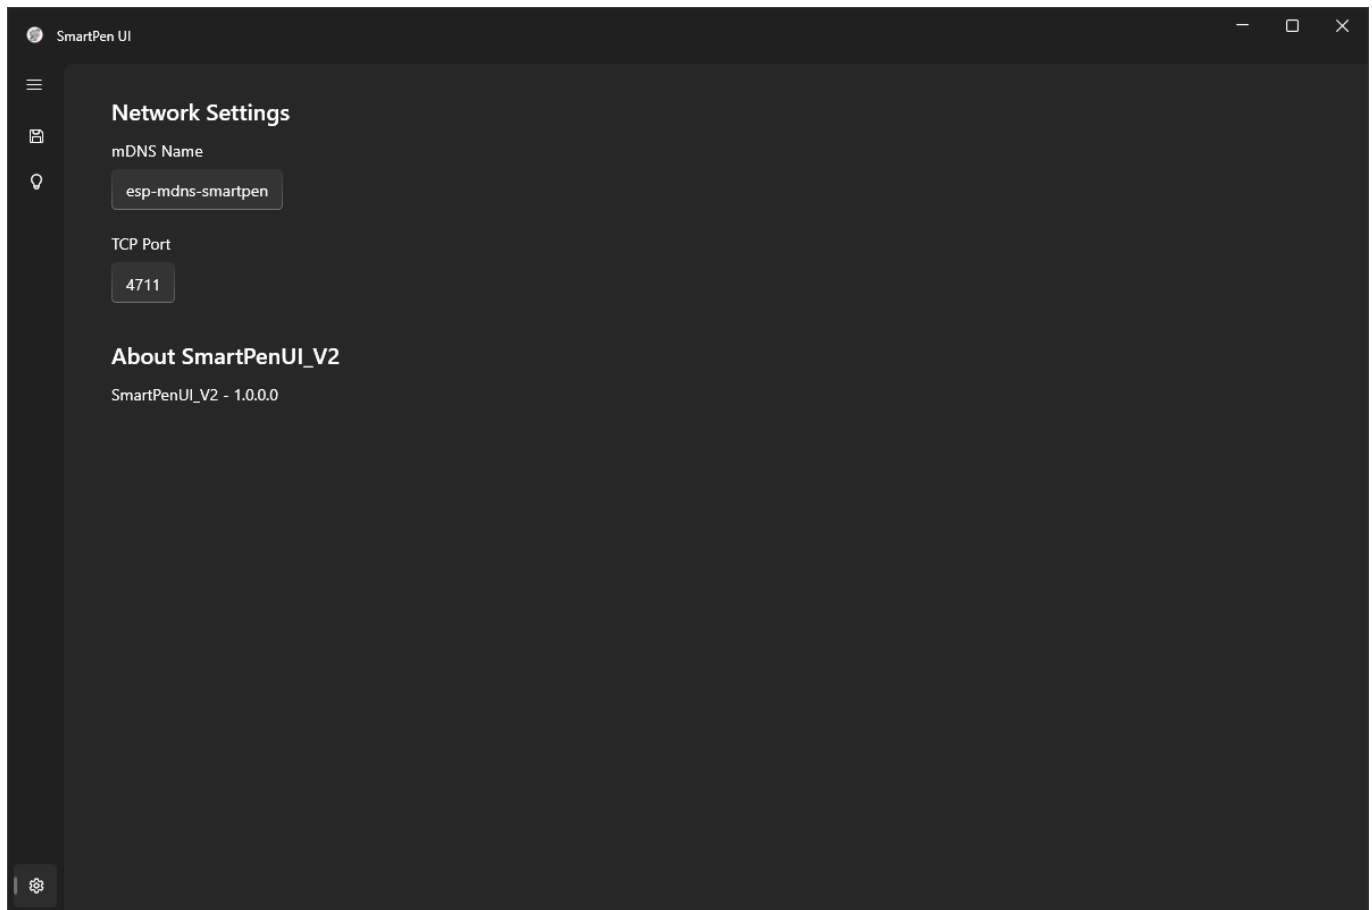 SmartPen UI
Network Settings
mDNS Name
esp-mdns-smartpen
TCP Port
4711
About SmartPenUI_V2
SmartPenUI_V2 - 1.0.0.0